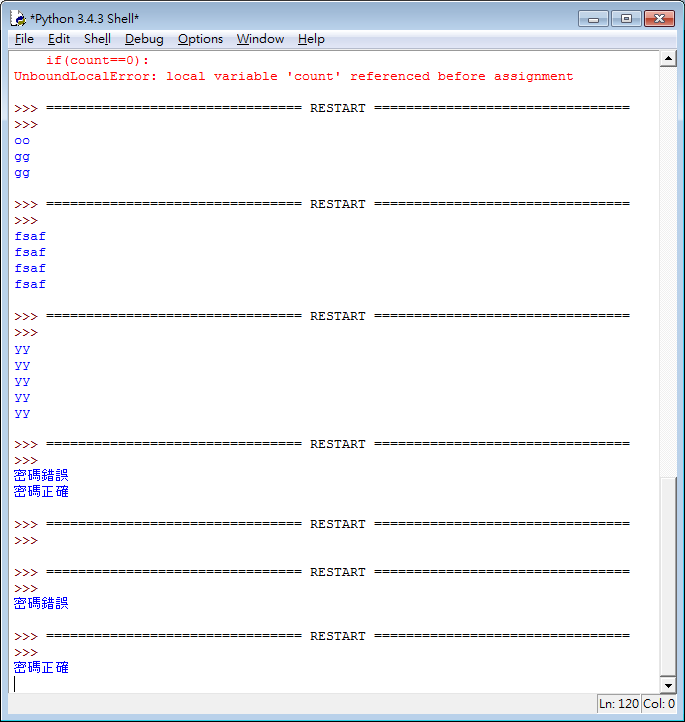 *Python 3.4.3 Shell*
File Edit Shell Debug Options Window Help
    if(count==0):
UnboundLocalError: local variable 'count' referenced before assignment
>>> ================================ RESTART ================================
>>>
oo
gg
gg
>>> ================================ RESTART ================================
>>>
fsaf
fsaf
fsaf
fsaf
>>> ================================ RESTART ================================
>>>
yy
yy
yy
yy
yy
>>> ================================ RESTART ================================
>>>
密碼錯誤
密碼正確
>>> ================================ RESTART ================================
>>>
>>> ================================ RESTART ================================
>>>
密碼錯誤
>>> ================================ RESTART ================================
>>>
密碼正確
Ln: 120 Col: 0